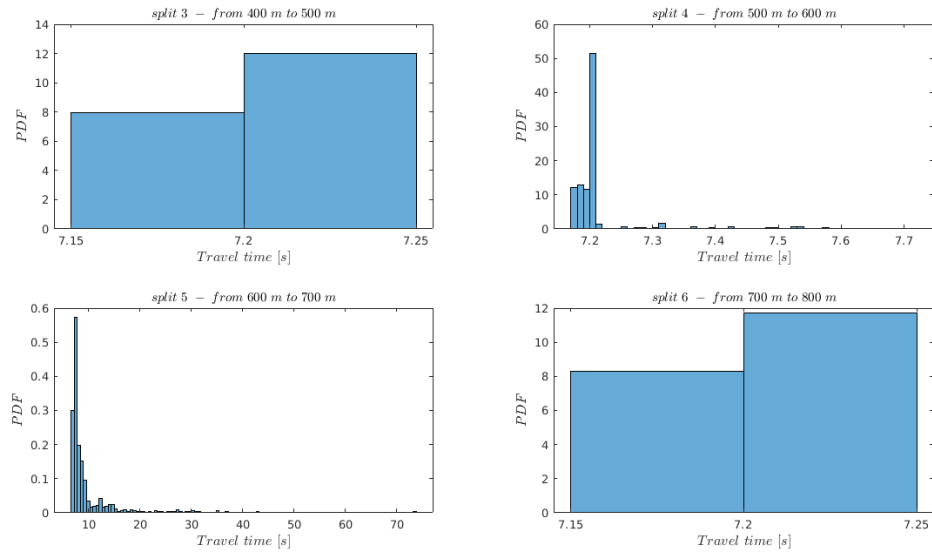 split 3 − from 400 m to 500 m
14
12
10
8
6
4
2
0
PDF
7.15 7.2 7.25
Travel time [s]
split 4 − from 500 m to 600 m
60
50
40
30
20
10
0
PDF
7.2 7.3 7.4 7.5 7.6 7.7
Travel time [s]
split 5 − from 600 m to 700 m
0.6
0.5
0.4
0.3
0.2
0.1
0
PDF
10 20 30 40 50 60 70
Travel time [s]
split 6 − from 700 m to 800 m
12
10
8
6
4
2
0
PDF
7.15 7.2 7.25
Travel time [s]